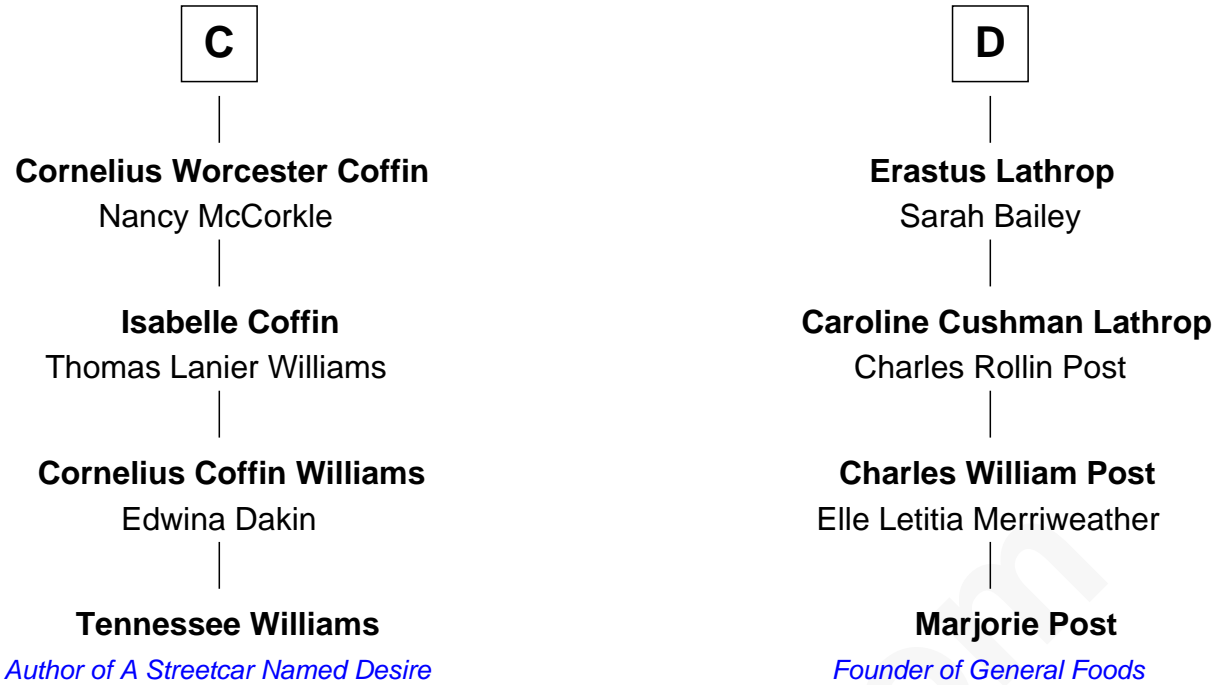 C
Cornelius Worcester Coffin
Nancy McCorkle
Isabelle Coffin
Thomas Lanier Williams
Cornelius Coffin Williams
Edwina Dakin
Tennessee Williams
Author of A Streetcar Named Desire
D
Erastus Lathrop
Sarah Bailey
Caroline Cushman Lathrop
Charles Rollin Post
Charles William Post
Elle Letitia Merriweather
Marjorie Post
Founder of General Foods